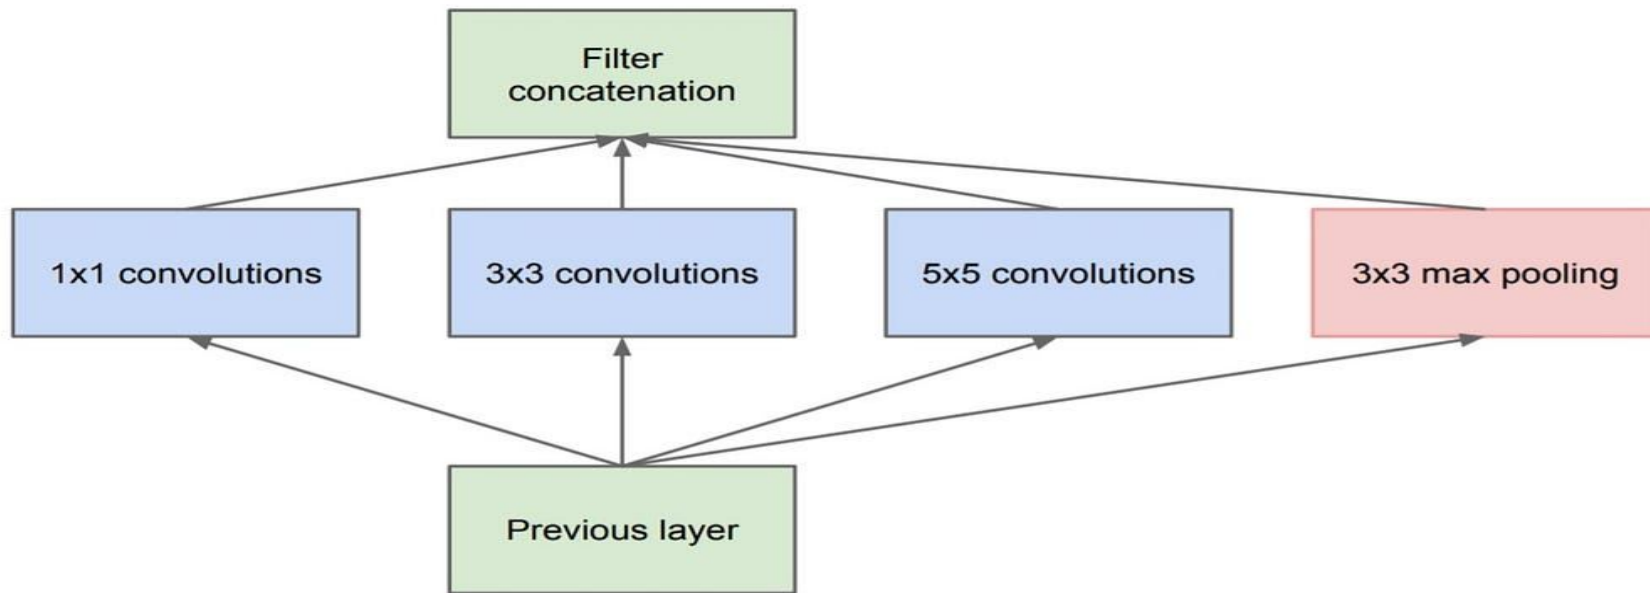 Filter
concatenation
1x1 convolutions
3x3 convolutions
5x5 convolutions
3x3 max pooling
Previous layer